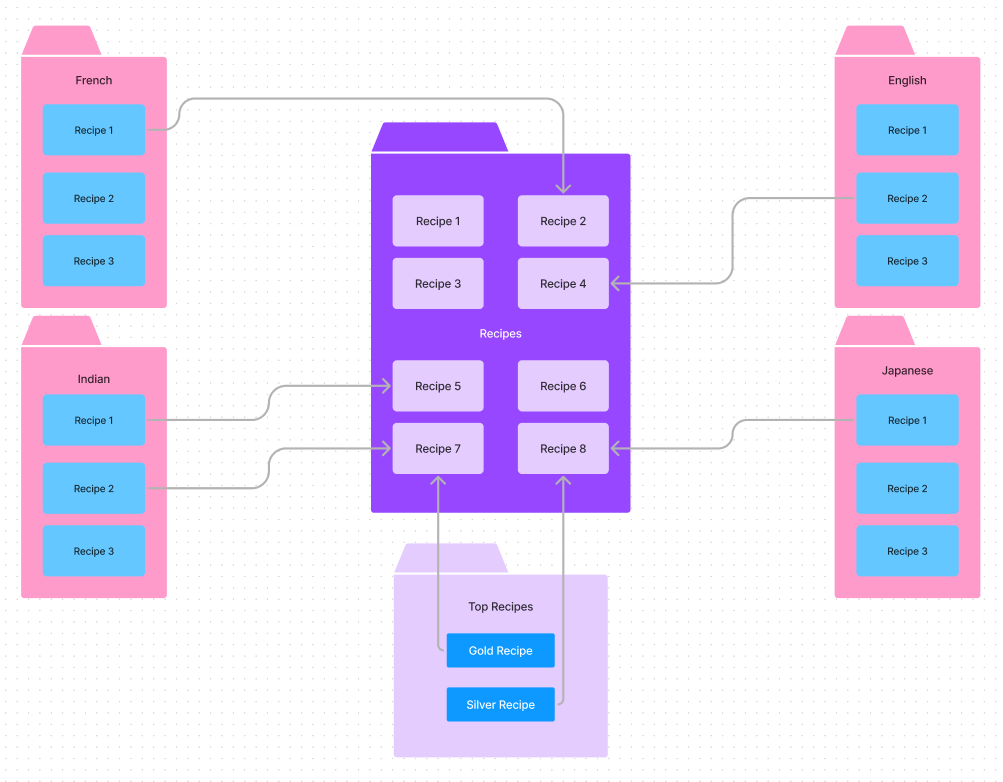 French
Recipe 1
Recipe 2
Recipe 3
Indian
Recipe 1
Recipe 2
Recipe 3
Recipe 1
Recipe 2
Recipe 3
Recipe 4
Recipes
Recipe 5
Recipe 6
Recipe 7
Recipe 8
Top Recipes
Gold Recipe
Silver Recipe
English
Recipe 1
Recipe 2
Recipe 3
Japanese
Recipe 1
Recipe 2
Recipe 3